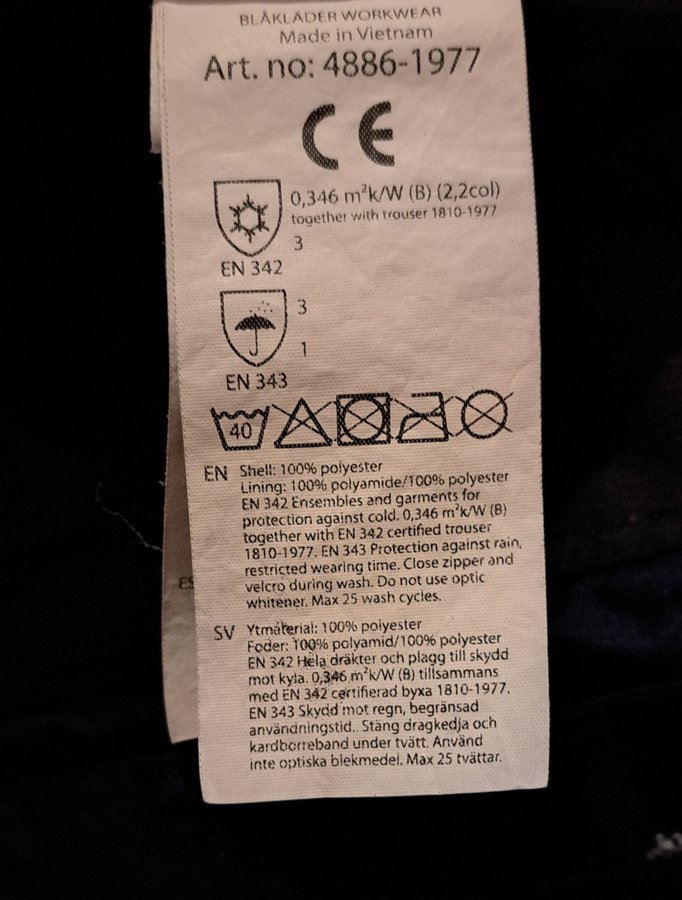 BLÅKLÄDER WORKWEAR
Made in Vietnam
Art. no: 4886-1977
CE
0,346 m²k/W (B) (2,2col)
together with trouser 1810-1977
3
EN 342
3
1
EN 343
40
EN Shell: 100% polyester
Lining: 100% polyamide/100% polyester
EN 342 Ensembles and garments for
protection against cold. 0,346 m²k/W (B)
together with EN 342 certified trouser
1810-1977. EN 343 Protection against rain,
restricted wearing time. Close zipper and
velcro during wash. Do not use optic
whitener. Max 25 wash cycles.
SV Ytmaterial: 100% polyester
Foder: 100% polyamid/100% polyester
EN 342 Hela dräkter och plagg till skydd
mot kyla. 0,346 m²k/W (B) tillsammans
med EN 342 certifierad byxa 1810-1977.
EN 343 Skydd mot regn, begränsad
användningstid.. Stäng dragkedja och
kardborreband under tvätt. Använd
inte optiska blekmedel. Max 25 tvättar.
ES